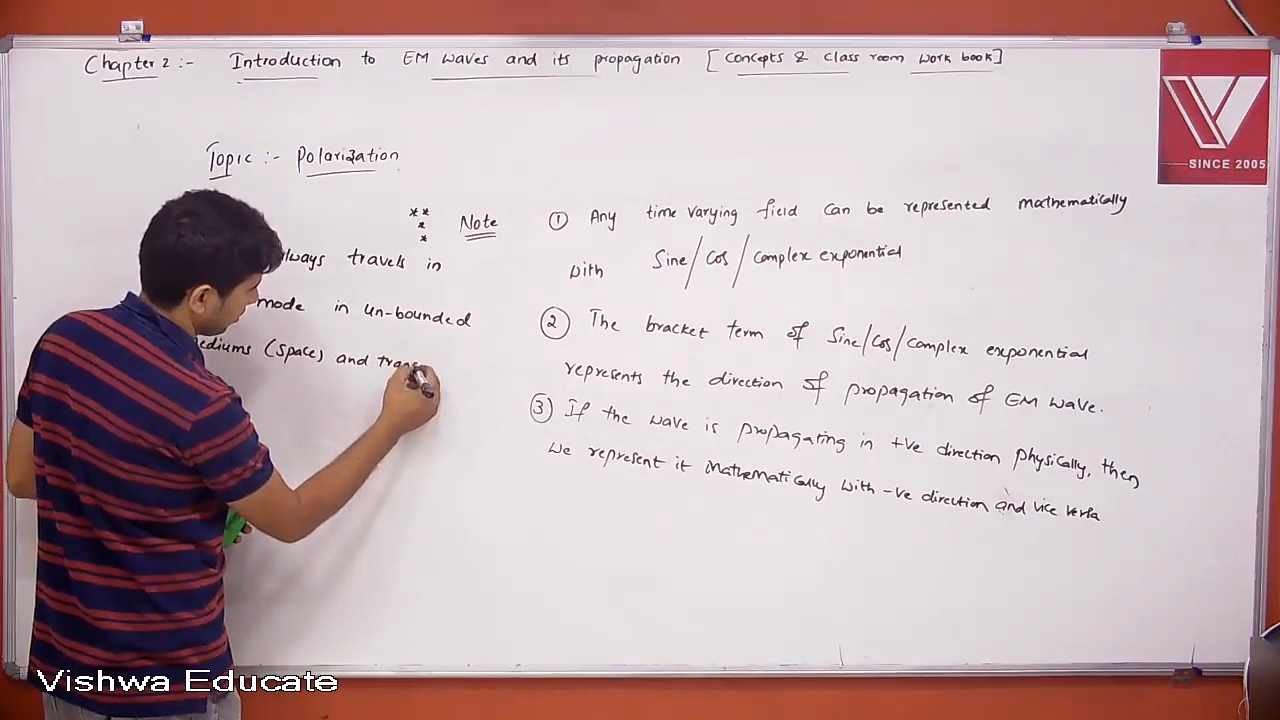 Chapter 2 :- Introduction to EM waves and its propagation [Concepts & Class room work book]
SINCE 2005
Topic :- Polarization
Note
always travels in
mode in un-bounded
mediums (space) and
① Any time varying field can be represented mathematically
with Sine/Cos/complex exponential
② The bracket term of Sine/Cos/complex exponential
represents the direction of propagation of EM wave.
③ If the wave is propagating in +ve direction physically, then
we represent it Mathematically with -ve direction and vice versa
Vishwa Educate